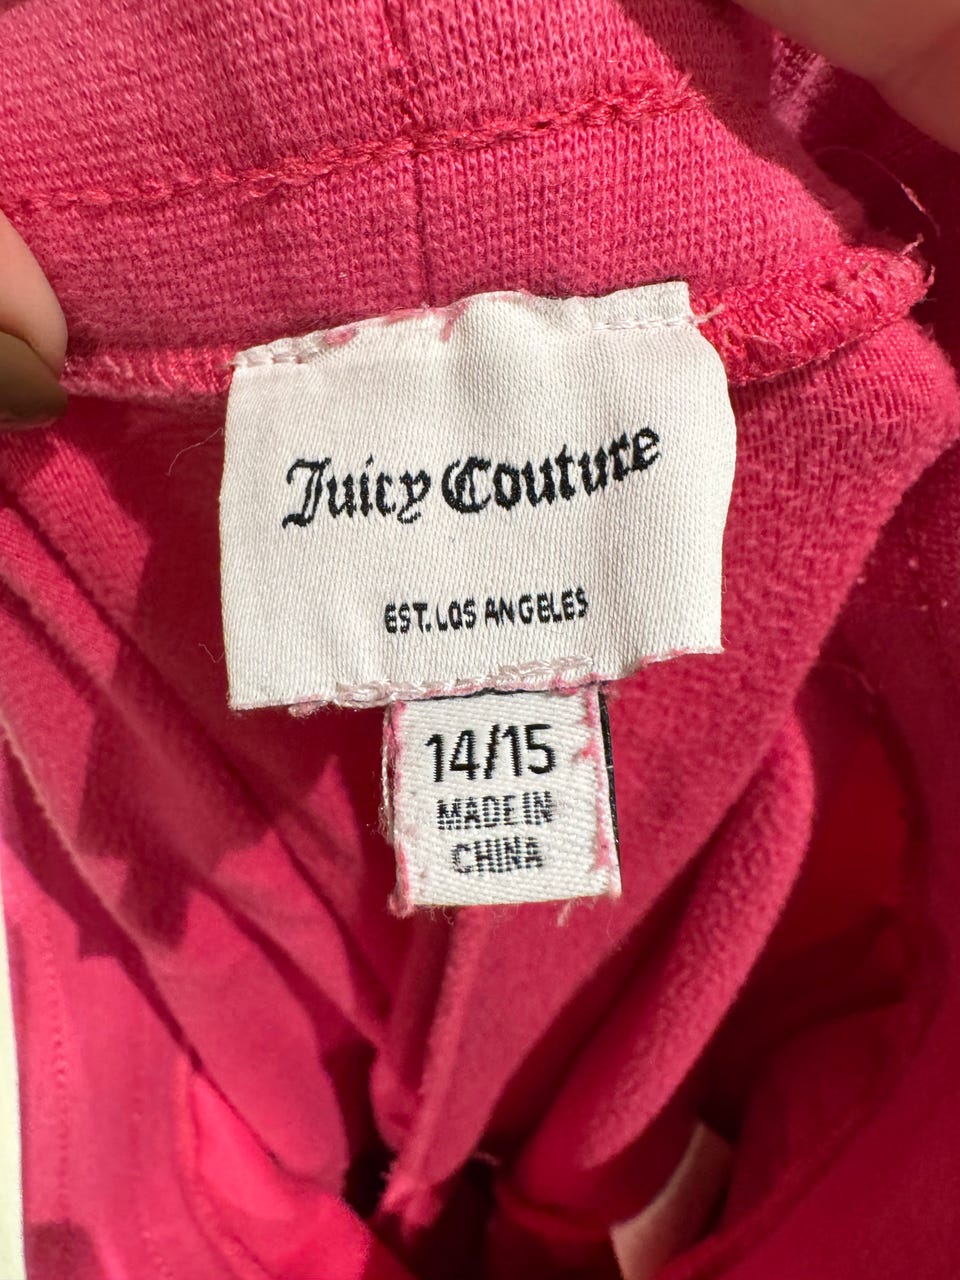 Juicy Couture
EST. LOS ANGELES
14/15
MADE IN
CHINA